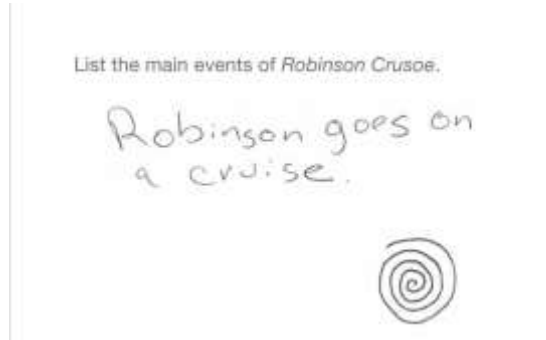 List the main events of Robinson Crusoe.
Robinson goes on
a cruise.